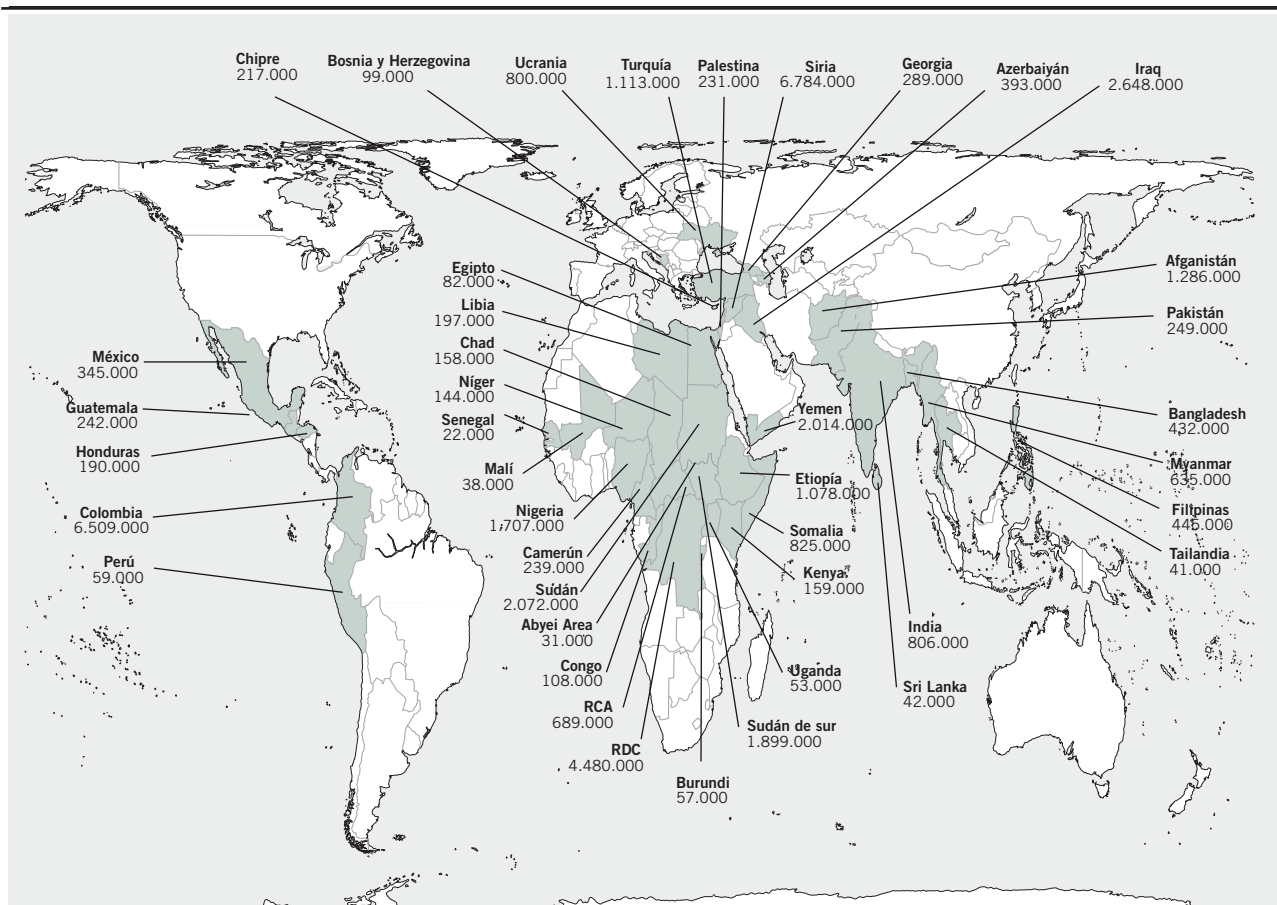 Chipre
217.000
Bosnia y Herzegovina
99.000
Ucrania
800.000
Turquía
1.113.000
Palestina
231.000
Siria
6.784.000
Georgia
289.000
Azerbaiyán
393.000
Iraq
2.648.000
Egipto
82.000
Libia
197.000
Chad
158.000
Níger
144.000
Senegal
22.000
Malí
38.000
Nigeria
1.707.000
Camerún
239.000
Sudán
2.072.000
Abyei Area
31.000
Congo
108.000
RCA
689.000
RDC
4.480.000
Burundi
57.000
México
345.000
Guatemala
242.000
Honduras
190.000
Colombia
6.509.000
Perú
59.000
Yemen
2.014.000
Etiopía
1.078.000
Somalia
825.000
Kenya
159.000
Uganda
53.000
Sudán de sur
1.899.000
Afganistán
1.286.000
Pakistán
249.000
Bangladesh
432.000
Myanmar
635.000
Filipinas
445.000
Tailandia
41.000
India
806.000
Sri Lanka
42.000